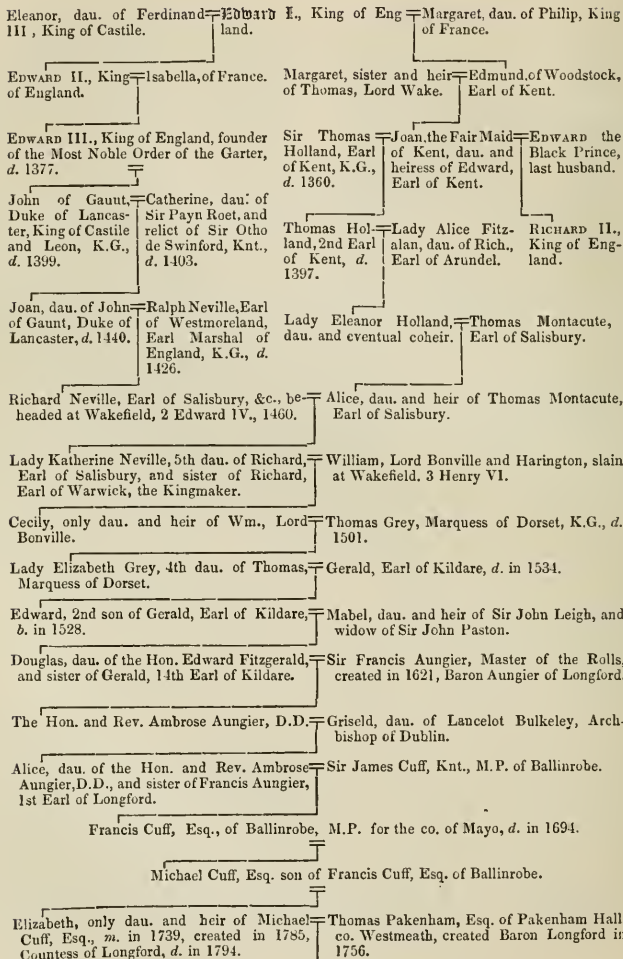 Eleanor, dau. of Ferdinand
III , King of Castile.
Edward I., King of Eng
land.
Margaret, dau. of Philip, King
of France.
EDWARD II., King
of England.
Isabella, of France.
Margaret, sister and heir
of Thomas, Lord Wake.
Edmund, of Woodstock,
Earl of Kent.
EDWARD III., King of England, founder
of the Most Noble Order of the Garter,
d. 1377.
Sir Thomas
Holland, Earl
of Kent, K.G.,
d. 1360.
Joan, the Fair Maid
of Kent, dau. and
heiress of Edward,
Earl of Kent.
EDWARD the
Black Prince,
last husband.
John of Gaunt,
Duke of Lancas-
ter, King of Castile
and Leon, K.G.,
d. 1399.
Catherine, dau. of
Sir Payn Roet, and
relict of Sir Otho
de Swinford, Knt.,
d. 1403.
Thomas Hol-
land, 2nd Earl
of Kent, d.
1397.
Lady Alice Fitz-
alan, dau. of Rich.,
Earl of Arundel.
RICHARD II.,
King of Eng-
land.
Joan, dau. of John
of Gaunt, Duke of
Lancaster, d. 1440.
Ralph Neville, Earl
of Westmoreland,
Earl Marshal of
England, K.G., d.
1426.
Lady Eleanor Holland,
dau. and eventual coheir.
Thomas Montacute,
Earl of Salisbury.
Richard Neville, Earl of Salisbury, &c., be-
headed at Wakefield, 2 Edward IV., 1460.
Alice, dau. and heir of Thomas Montacute,
Earl of Salisbury.
Lady Katherine Neville, 5th dau. of Richard,
Earl of Salisbury, and sister of Richard,
Earl of Warwick, the Kingmaker.
William, Lord Bonville and Harington, slain
at Wakefield. 3 Henry VI.
Cecily, only dau. and heir of Wm., Lord
Bonville.
Thomas Grey, Marquess of Dorset, K.G., d.
1501.
Lady Elizabeth Grey, 4th dau. of Thomas,
Marquess of Dorset.
Gerald, Earl of Kildare, d. in 1534.
Edward, 2nd son of Gerald, Earl of Kildare,
b. in 1528.
Mabel, dau. and heir of Sir John Leigh, and
widow of Sir John Paston.
Douglas, dau. of the Hon. Edward Fitzgerald,
and sister of Gerald, 14th Earl of Kildare.
Sir Francis Aungier, Master of the Rolls,
created in 1621, Baron Aungier of Longford.
The Hon. and Rev. Ambrose Aungier, D.D.
Griseld, dau. of Lancelot Bulkeley, Arch-
bishop of Dublin.
Alice, dau. of the Hon. and Rev. Ambrose
Aungier, D.D., and sister of Francis Aungier,
1st Earl of Longford.
Sir James Cuff, Knt., M.P. of Ballinrobe.
Francis Cuff, Esq., of Ballinrobe, M.P. for the co. of Mayo, d. in 1694.
Michael Cuff, Esq. son of Francis Cuff, Esq. of Ballinrobe.
Elizabeth, only dau. and heir of Michael
Cuff, Esq., m. in 1739, created in 1785,
Countess of Longford, d. in 1794.
Thomas Pakenham, Esq. of Pakenham Hall
co. Westmeath, created Baron Longford in
1756.